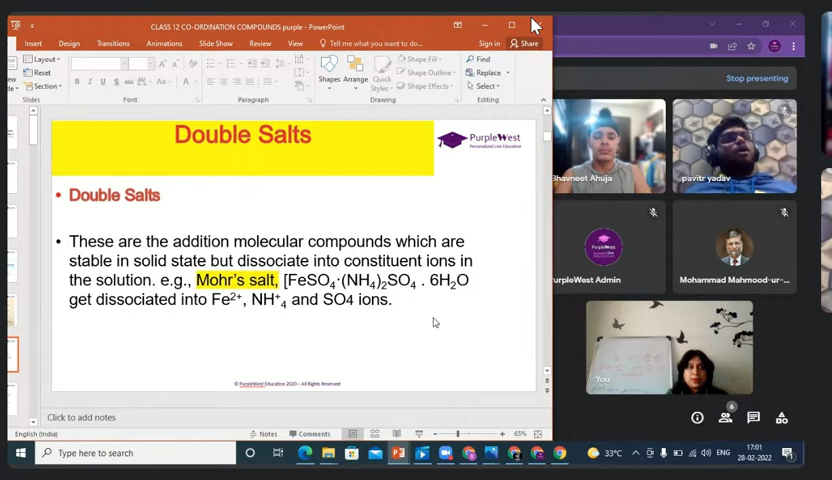 CLASS 12 CO-ORDINATION COMPOUNDS purple - PowerPoint
Insert Design Transitions Animations Slide Show Review View Tell me what you want to do... Sign in Share
Layout
Reset
Section
Slides
Font
Paragraph
Shapes
Arrange
Quick
Styles
Shape Fill
Shape Outline
Shape Effects
Drawing
Find
Replace
Select
Editing
Double Salts
PurpleWest
Personalized Live Education
• Double Salts
• These are the addition molecular compounds which are
stable in solid state but dissociate into constituent ions in
the solution. e.g., Mohr's salt, [FeSO₄·(NH₄)₂SO₄ . 6H₂O
get dissociated into Fe²⁺, NH⁺₄ and SO4 ions.
© PurpleWest Education 2020 – All Rights Reserved
Click to add notes
English (India)
Notes Comments 65%
Stop presenting
Bhavneet Ahuja
pavitr yadav
PurpleWest Admin
Mohammad Mahmood-ur-...
You
6
Type here to search
33°C
ENG
17:01
28-02-2022
1